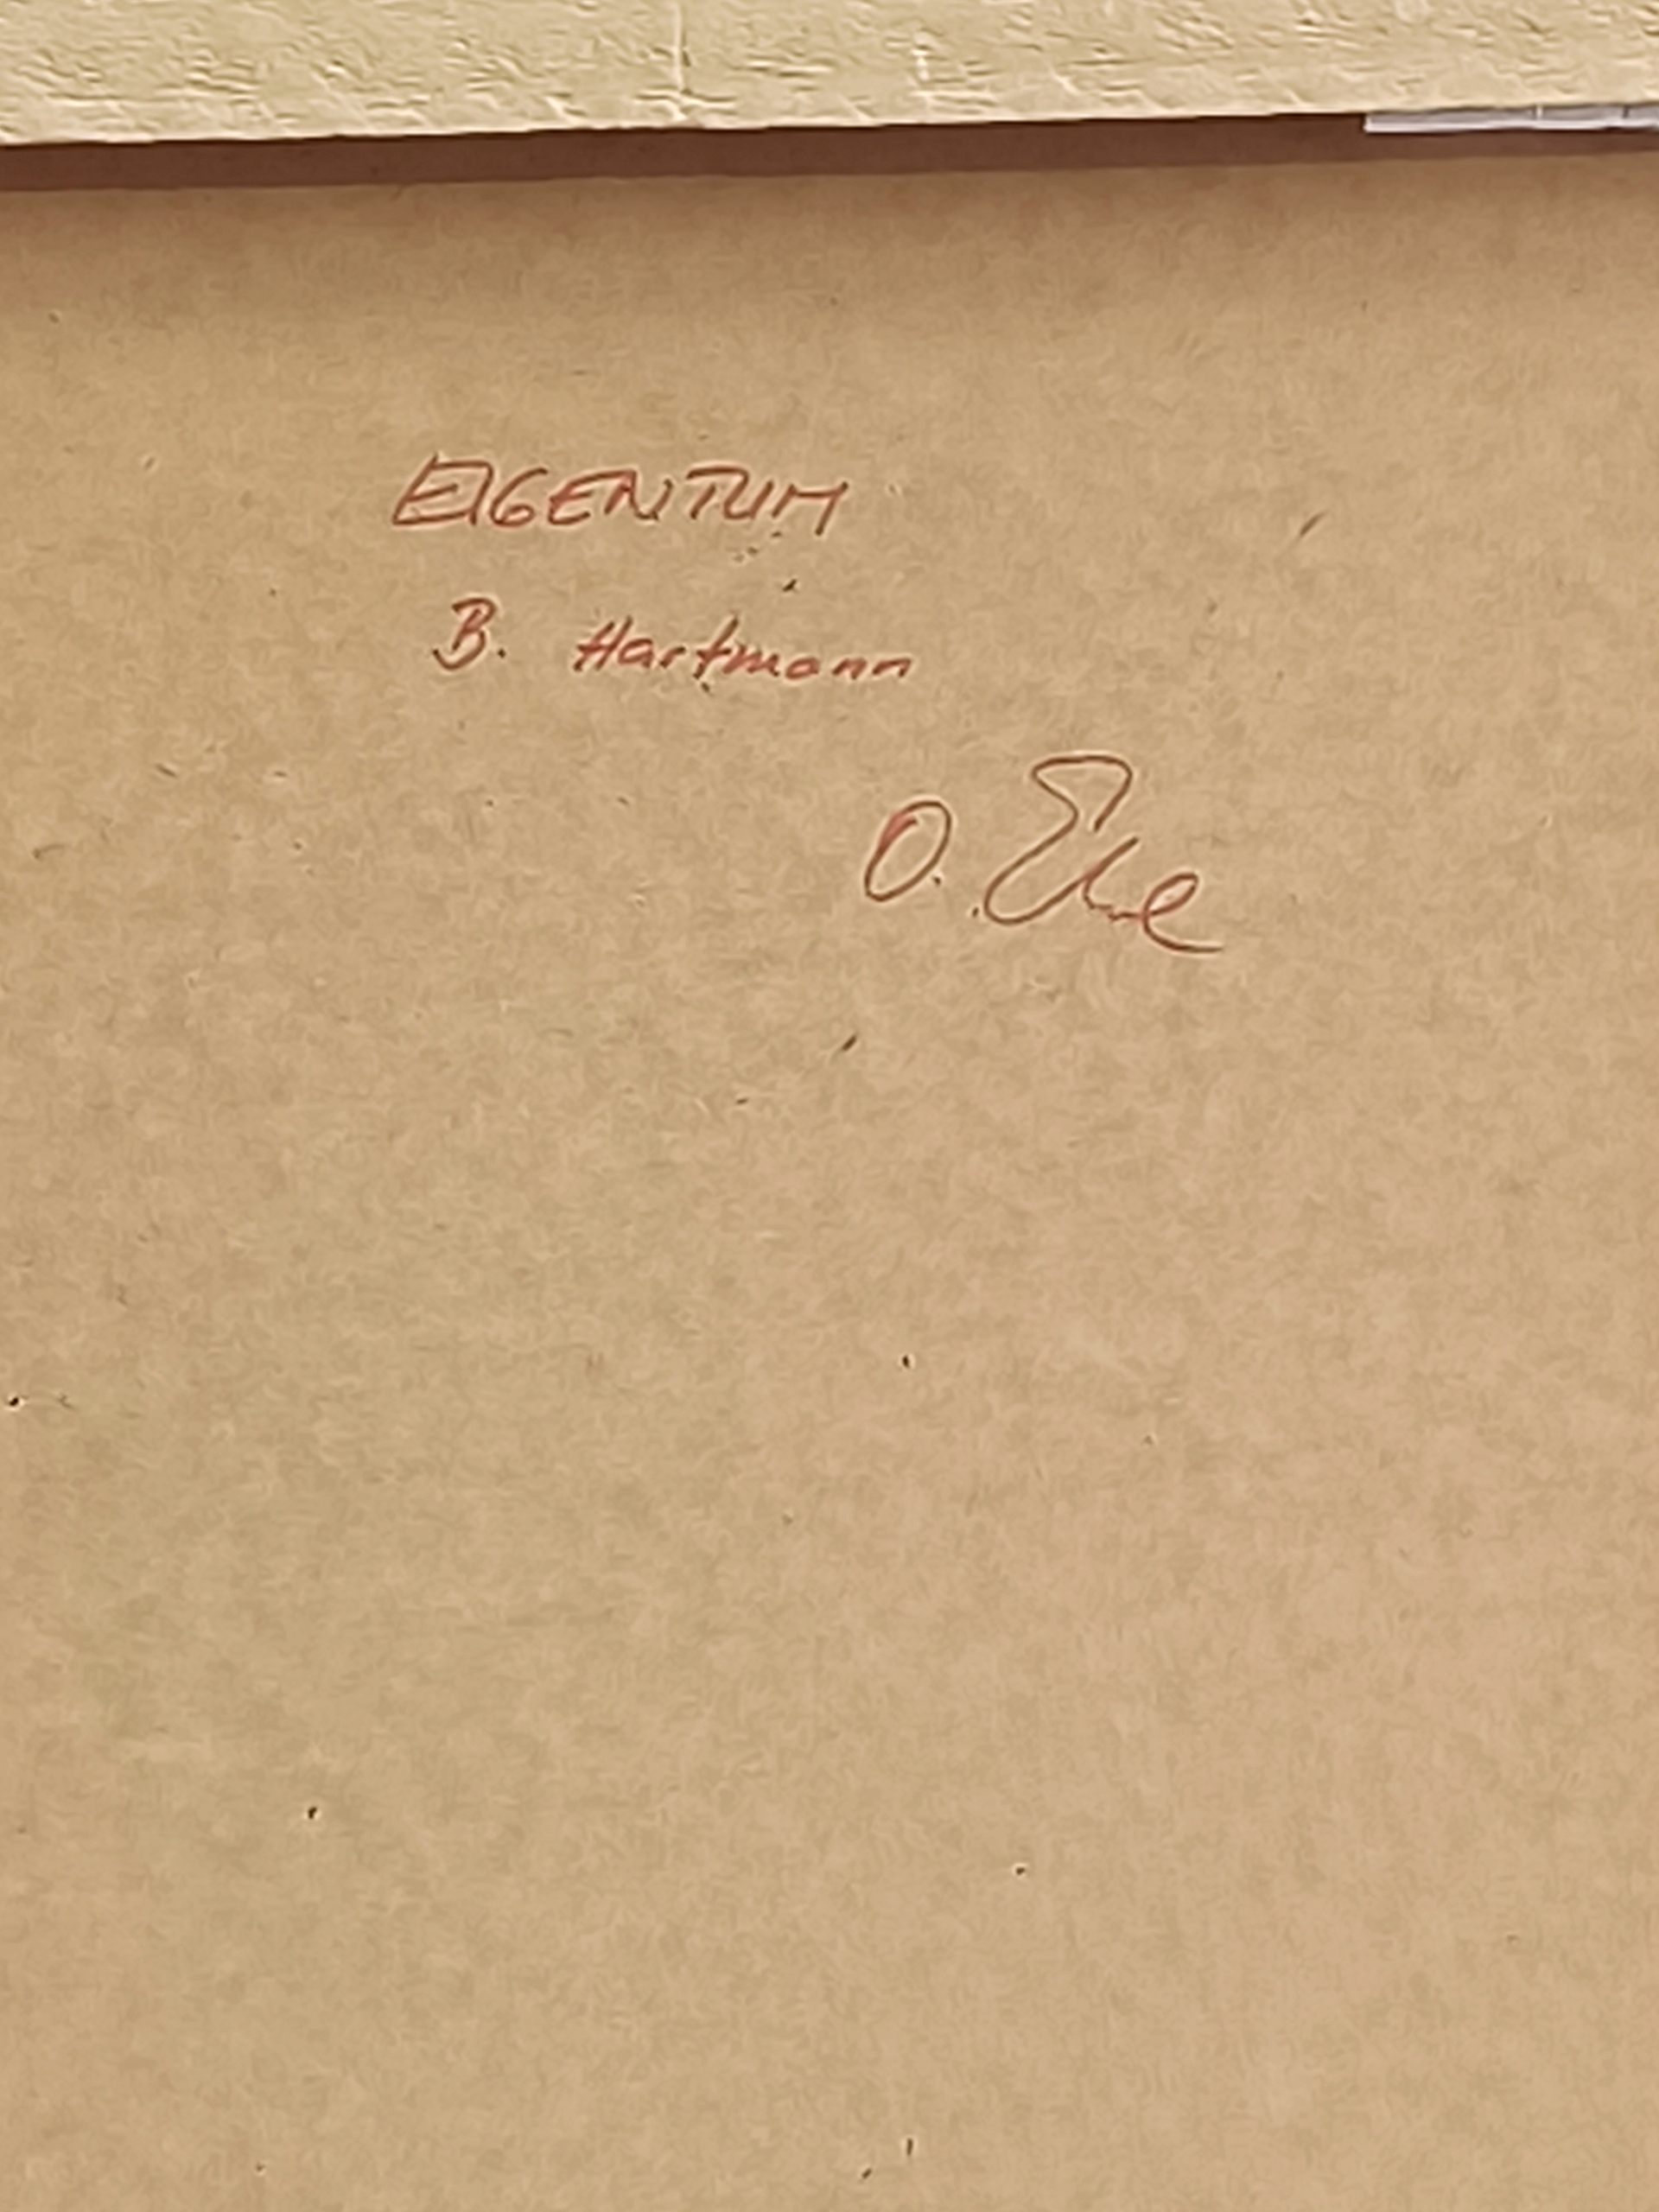 EIGENTUM
B. Hartmann
O.